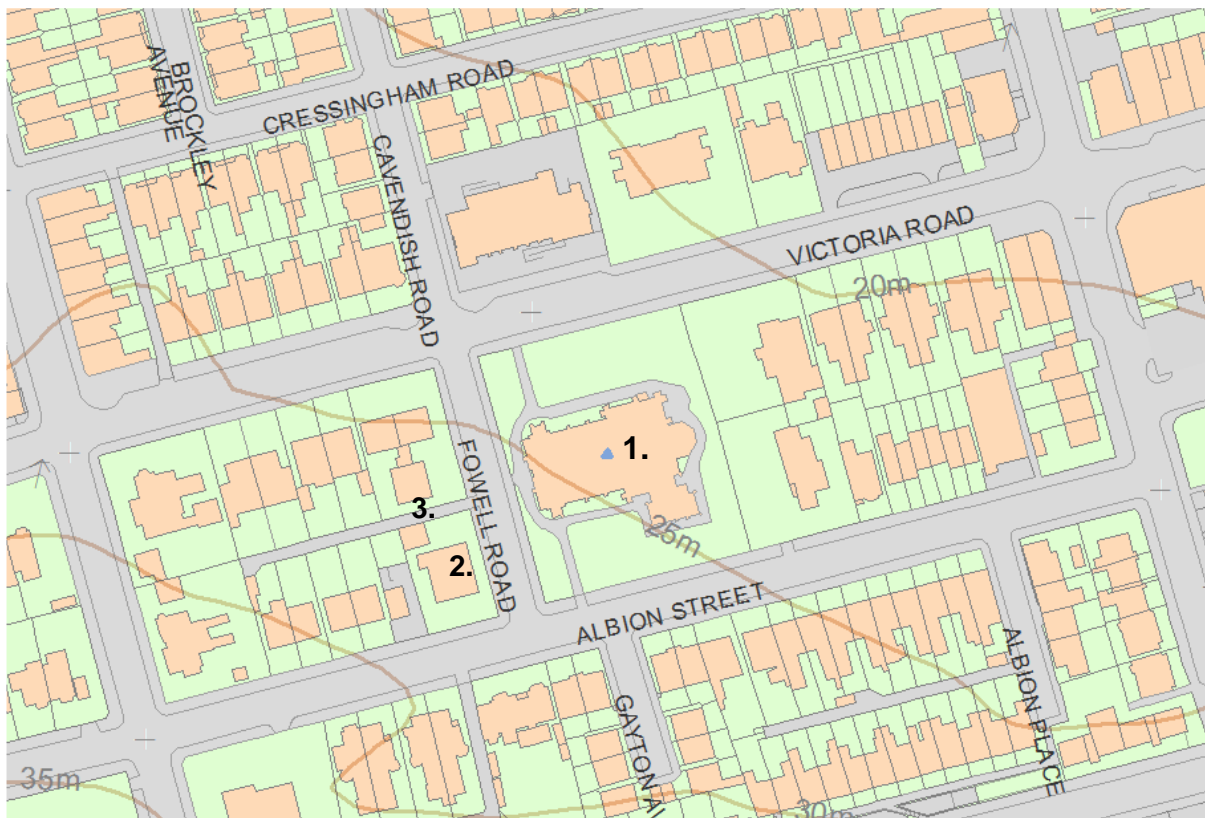 BROCKLEY
AVENUE
CRESSINGHAM ROAD
CAVENDISH ROAD
VICTORIA ROAD
20m
1.
FOWELL ROAD
3.
25m
2.
ALBION STREET
ALBION PLACE
GAYTON A
35m
30m